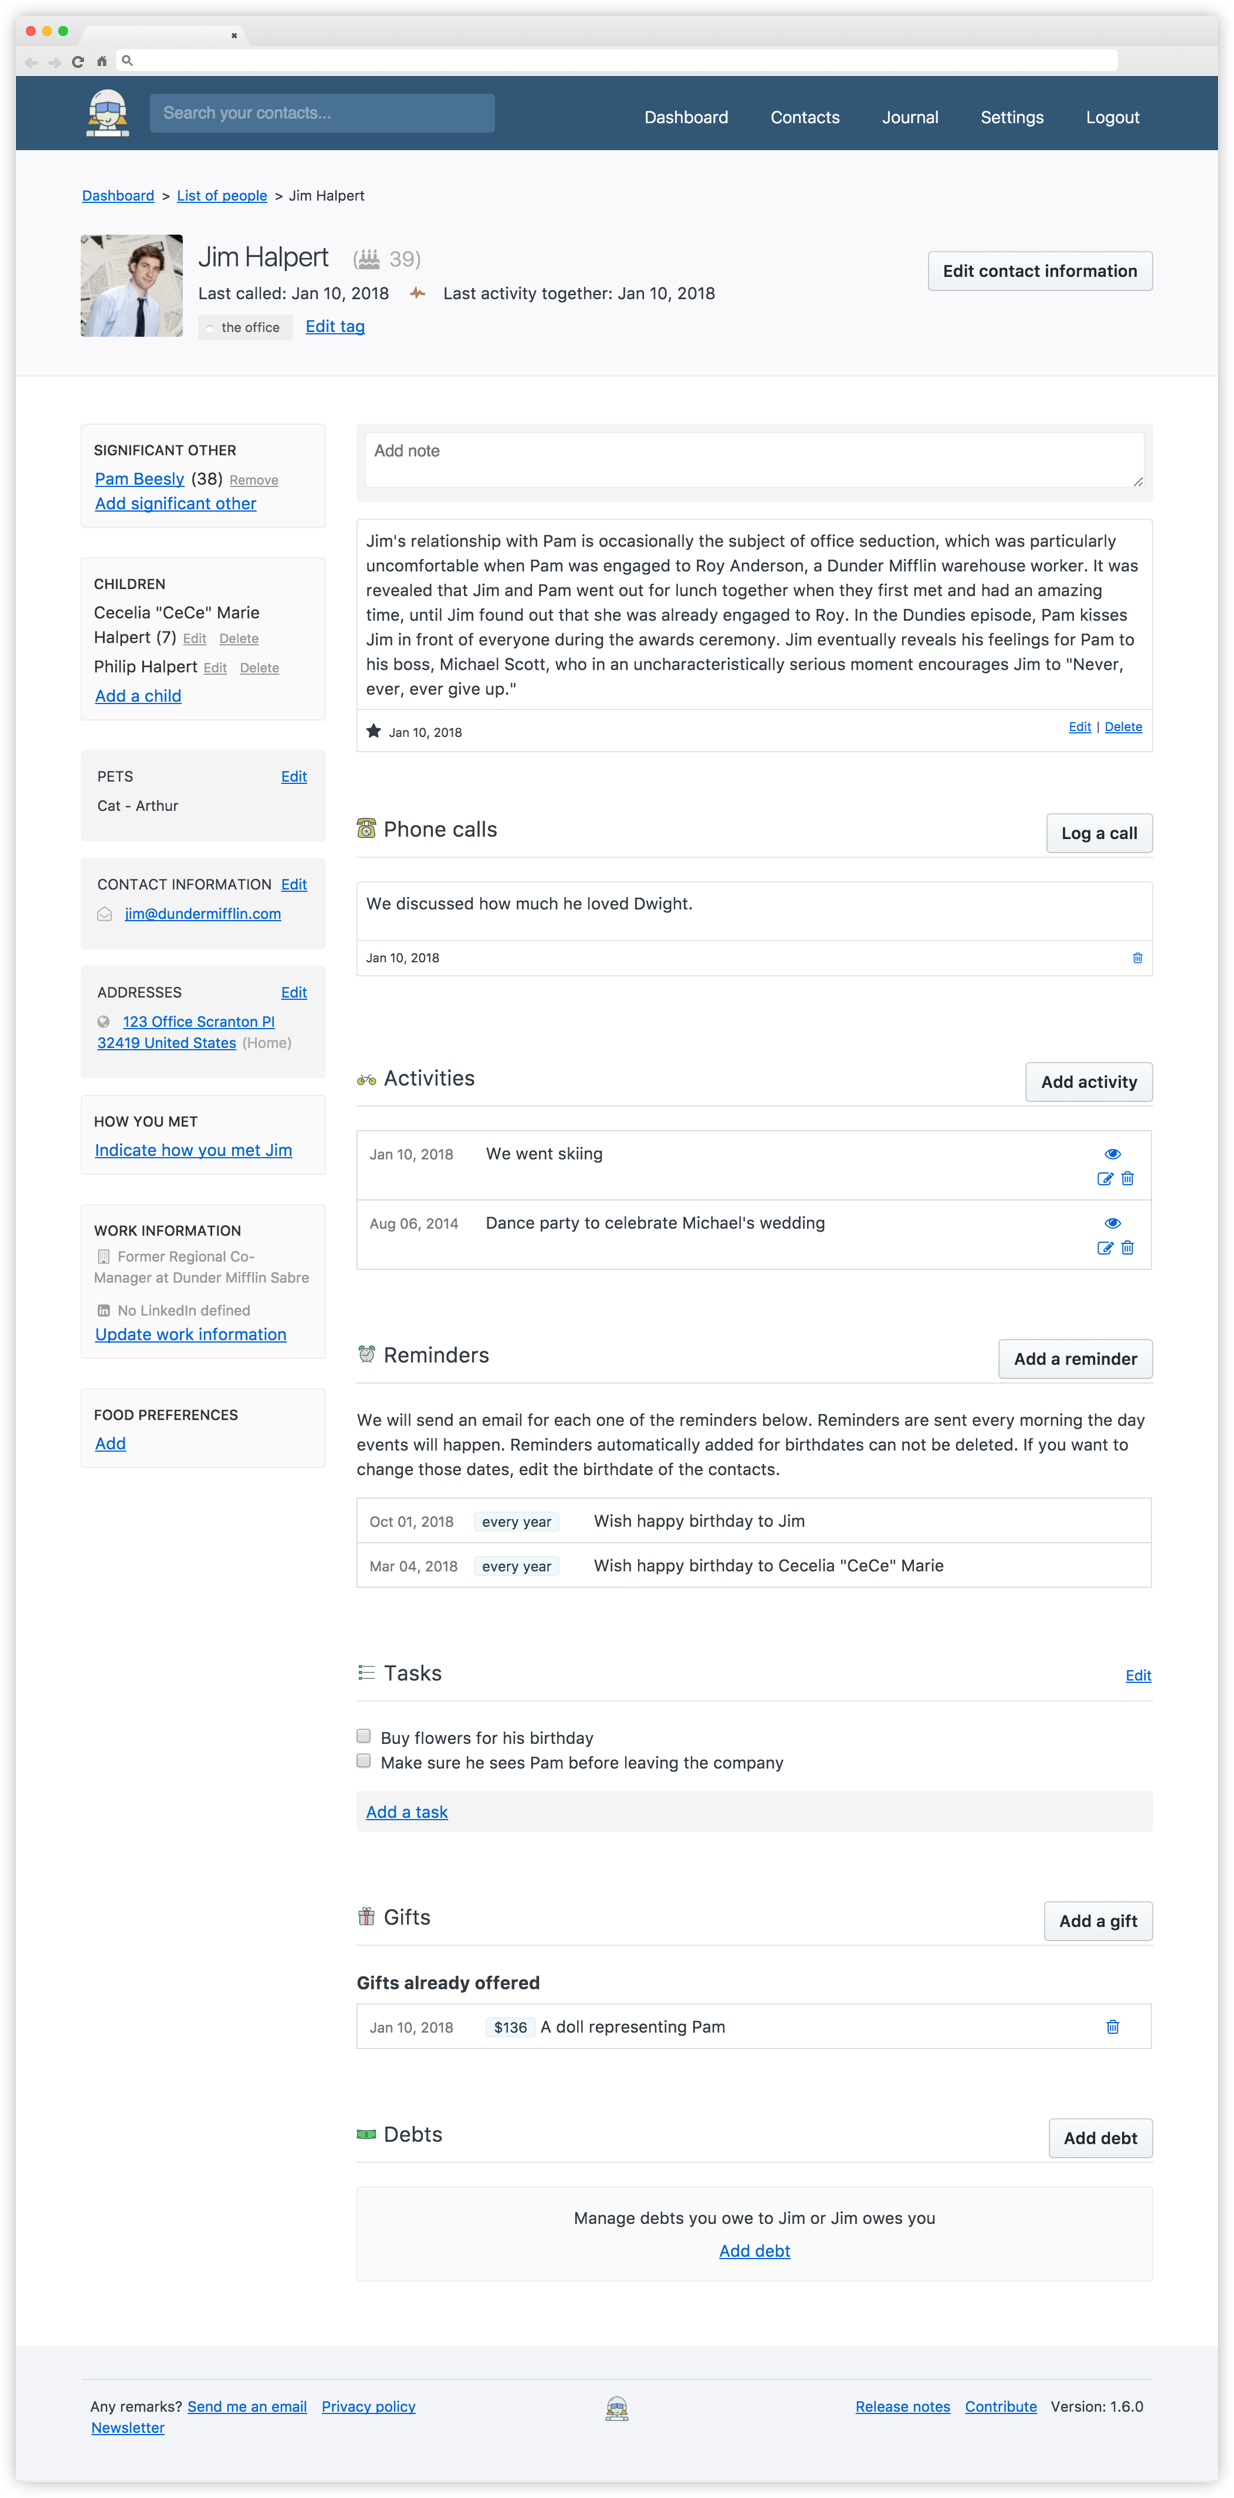 Search your contacts...
Dashboard Contacts Journal Settings Logout
Dashboard > List of people > Jim Halpert
Jim Halpert ( 39)
Edit contact information
Last called: Jan 10, 2018 Last activity together: Jan 10, 2018
the office Edit tag
SIGNIFICANT OTHER
Pam Beesly (38) Remove
Add significant other
CHILDREN
Cecelia "CeCe" Marie
Halpert (7) Edit Delete
Philip Halpert Edit Delete
Add a child
PETS Edit
Cat - Arthur
CONTACT INFORMATION Edit
jim@dundermifflin.com
ADDRESSES Edit
123 Office Scranton Pl
32419 United States (Home)
HOW YOU MET
Indicate how you met Jim
WORK INFORMATION
Former Regional Co-
Manager at Dunder Mifflin Sabre
No LinkedIn defined
Update work information
FOOD PREFERENCES
Add
Add note
Jim's relationship with Pam is occasionally the subject of office seduction, which was particularly
uncomfortable when Pam was engaged to Roy Anderson, a Dunder Mifflin warehouse worker. It was
revealed that Jim and Pam went out for lunch together when they first met and had an amazing
time, until Jim found out that she was already engaged to Roy. In the Dundies episode, Pam kisses
Jim in front of everyone during the awards ceremony. Jim eventually reveals his feelings for Pam to
his boss, Michael Scott, who in an uncharacteristically serious moment encourages Jim to "Never,
ever, ever give up."
Jan 10, 2018 Edit | Delete
Phone calls Log a call
We discussed how much he loved Dwight.
Jan 10, 2018
Activities Add activity
Jan 10, 2018 We went skiing
Aug 06, 2014 Dance party to celebrate Michael's wedding
Reminders Add a reminder
We will send an email for each one of the reminders below. Reminders are sent every morning the day
events will happen. Reminders automatically added for birthdates can not be deleted. If you want to
change those dates, edit the birthdate of the contacts.
Oct 01, 2018 every year Wish happy birthday to Jim
Mar 04, 2018 every year Wish happy birthday to Cecelia "CeCe" Marie
Tasks Edit
Buy flowers for his birthday
Make sure he sees Pam before leaving the company
Add a task
Gifts Add a gift
Gifts already offered
Jan 10, 2018 $136 A doll representing Pam
Debts Add debt
Manage debts you owe to Jim or Jim owes you
Add debt
Any remarks? Send me an email Privacy policy
Newsletter
Release notes Contribute Version: 1.6.0